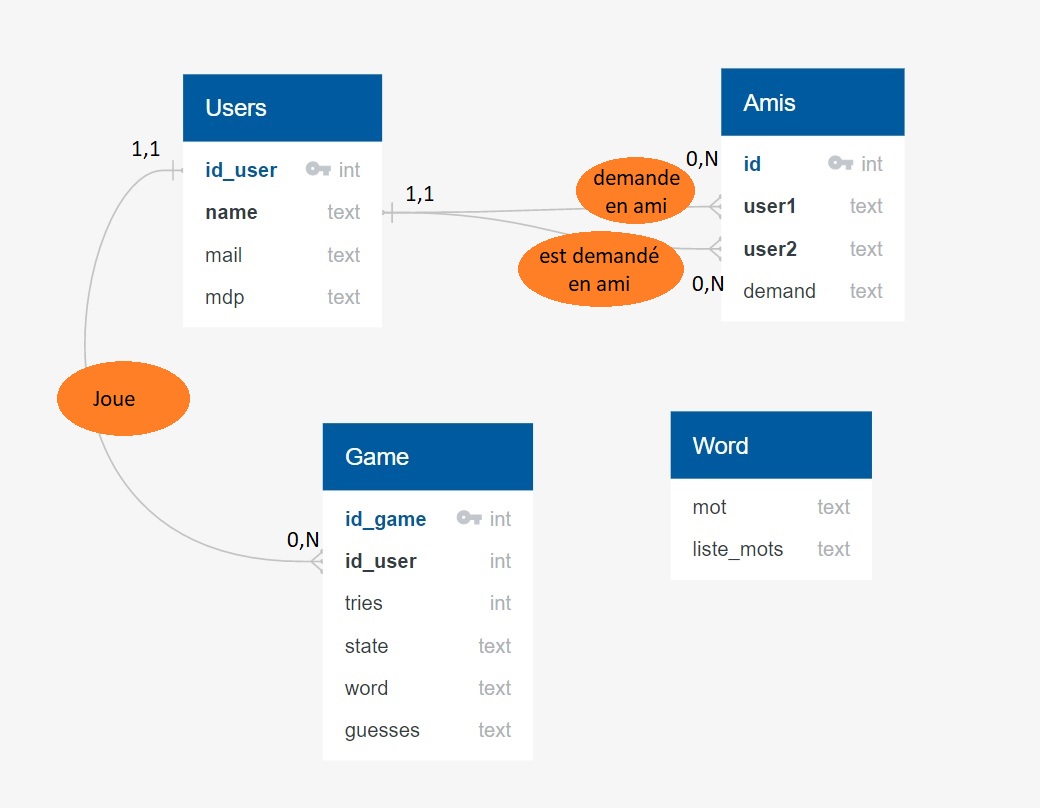 Users
id_user int
name text
mail text
mdp text
1,1
1,1
Amis
id int
user1 text
user2 text
demand text
0,N
0,N
demande
en ami
est demandé
en ami
Joue
Game
id_game int
id_user int
tries int
state text
word text
guesses text
0,N
Word
mot text
liste_mots text